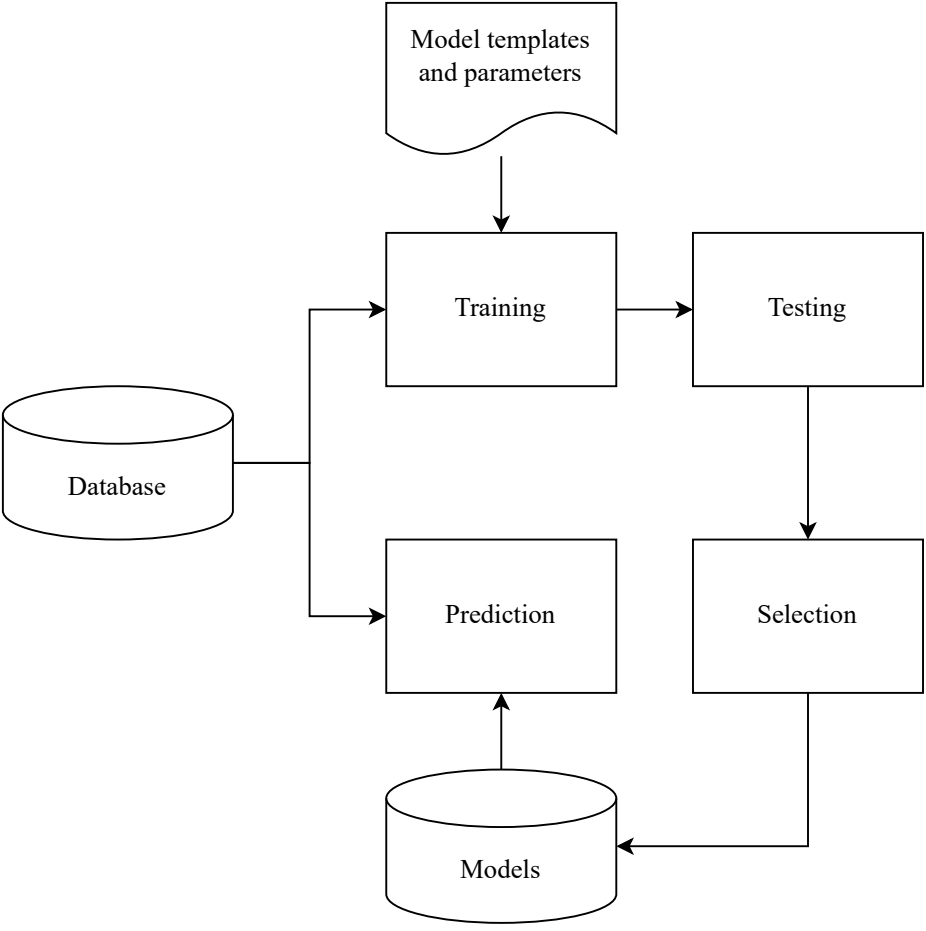 Model templates
and parameters
Training
Testing
Database
Prediction
Selection
Models